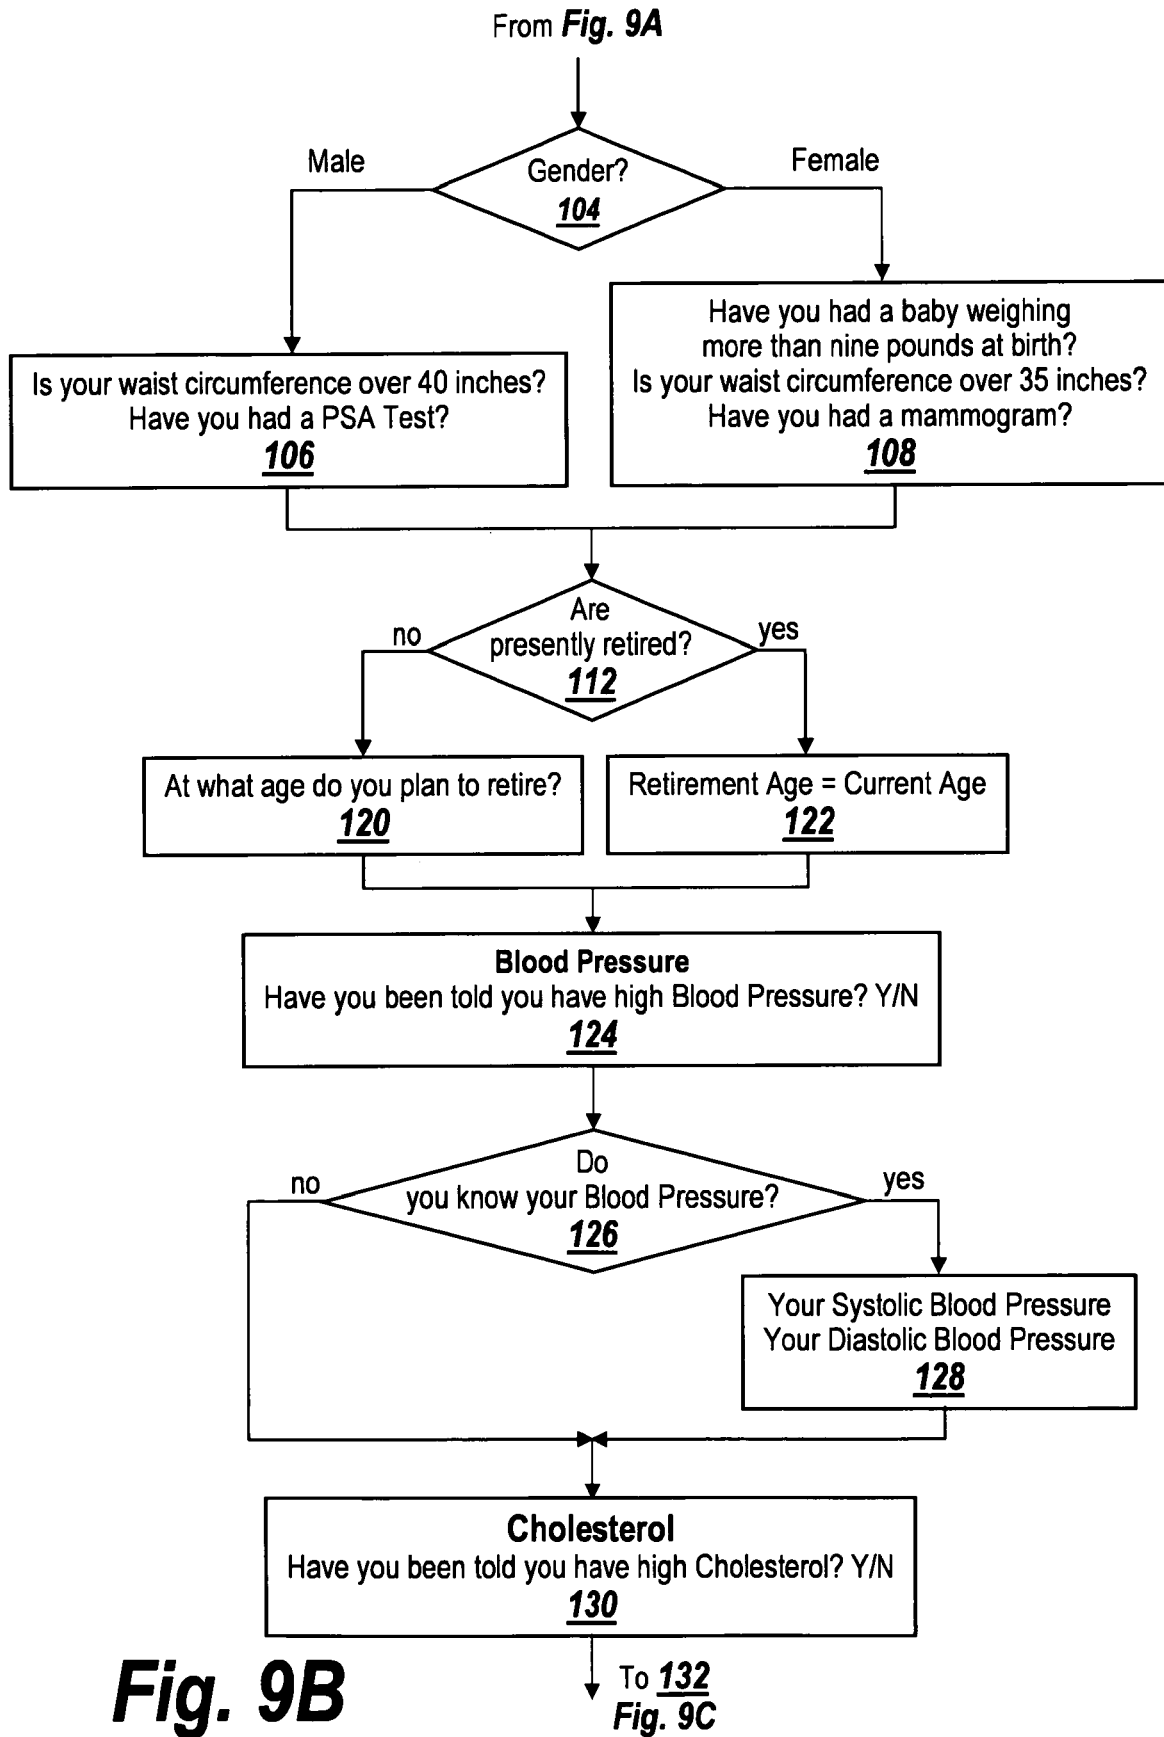 From Fig. 9A
Male
Female
Gender?
104
Is your waist circumference over 40 inches?
Have you had a PSA Test?
106
Have you had a baby weighing
more than nine pounds at birth?
Is your waist circumference over 35 inches?
Have you had a mammogram?
108
no
yes
Are
presently retired?
112
At what age do you plan to retire?
120
Retirement Age = Current Age
122
Blood Pressure
Have you been told you have high Blood Pressure? Y/N
124
no
yes
Do
you know your Blood Pressure?
126
Your Systolic Blood Pressure
Your Diastolic Blood Pressure
128
Cholesterol
Have you been told you have high Cholesterol? Y/N
130
Fig. 9B
To 132
Fig. 9C